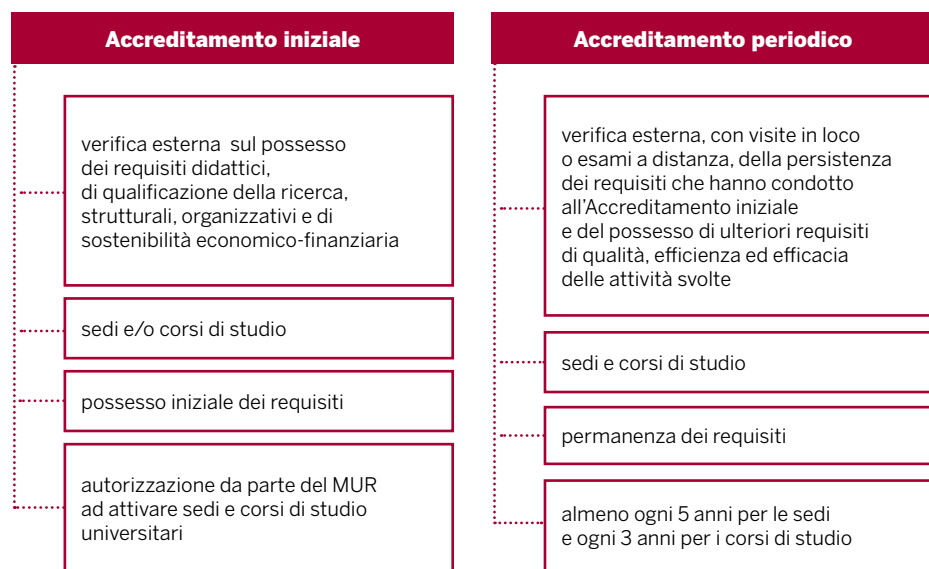 Accreditamento iniziale
verifica esterna sul possesso
dei requisiti didattici,
di qualificazione della ricerca,
strutturali, organizzativi e di
sostenibilità economico-finanziaria
sedi e/o corsi di studio
possesso iniziale dei requisiti
autorizzazione da parte del MUR
ad attivare sedi e corsi di studio
universitari
Accreditamento periodico
verifica esterna, con visite in loco
o esami a distanza, della persistenza
dei requisiti che hanno condotto
all'Accreditamento iniziale
e del possesso di ulteriori requisiti
di qualità, efficienza ed efficacia
delle attività svolte
sedi e corsi di studio
permanenza dei requisiti
almeno ogni 5 anni per le sedi
e ogni 3 anni per i corsi di studio